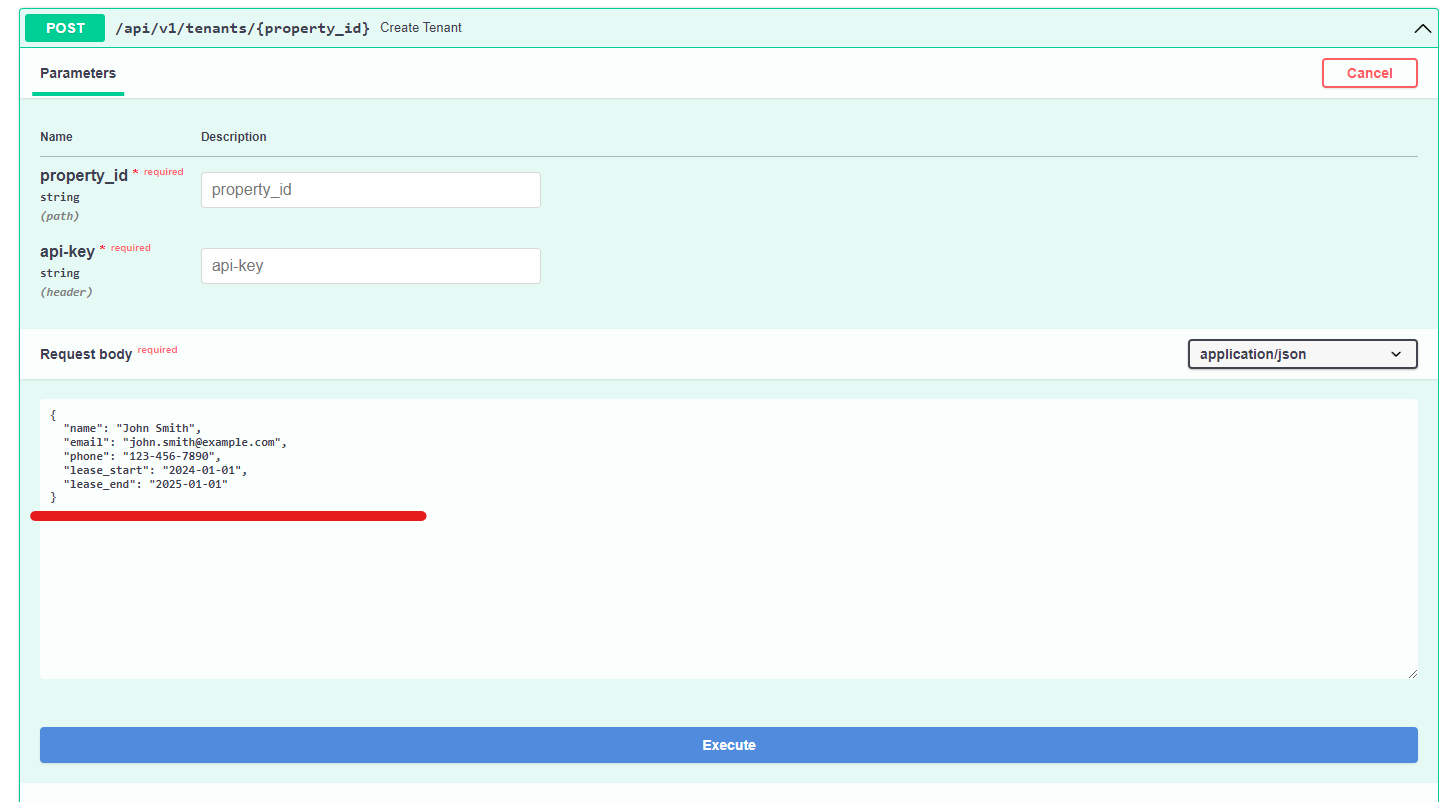 POST /api/v1/tenants/{property_id} Create Tenant
Parameters
Cancel
Name Description
property_id * required
string
(path)
property_id
api-key * required
string
(header)
api-key
Request body required
application/json
{
  "name": "John Smith",
  "email": "john.smith@example.com",
  "phone": "123-456-7890",
  "lease_start": "2024-01-01",
  "lease_end": "2025-01-01"
}
Execute